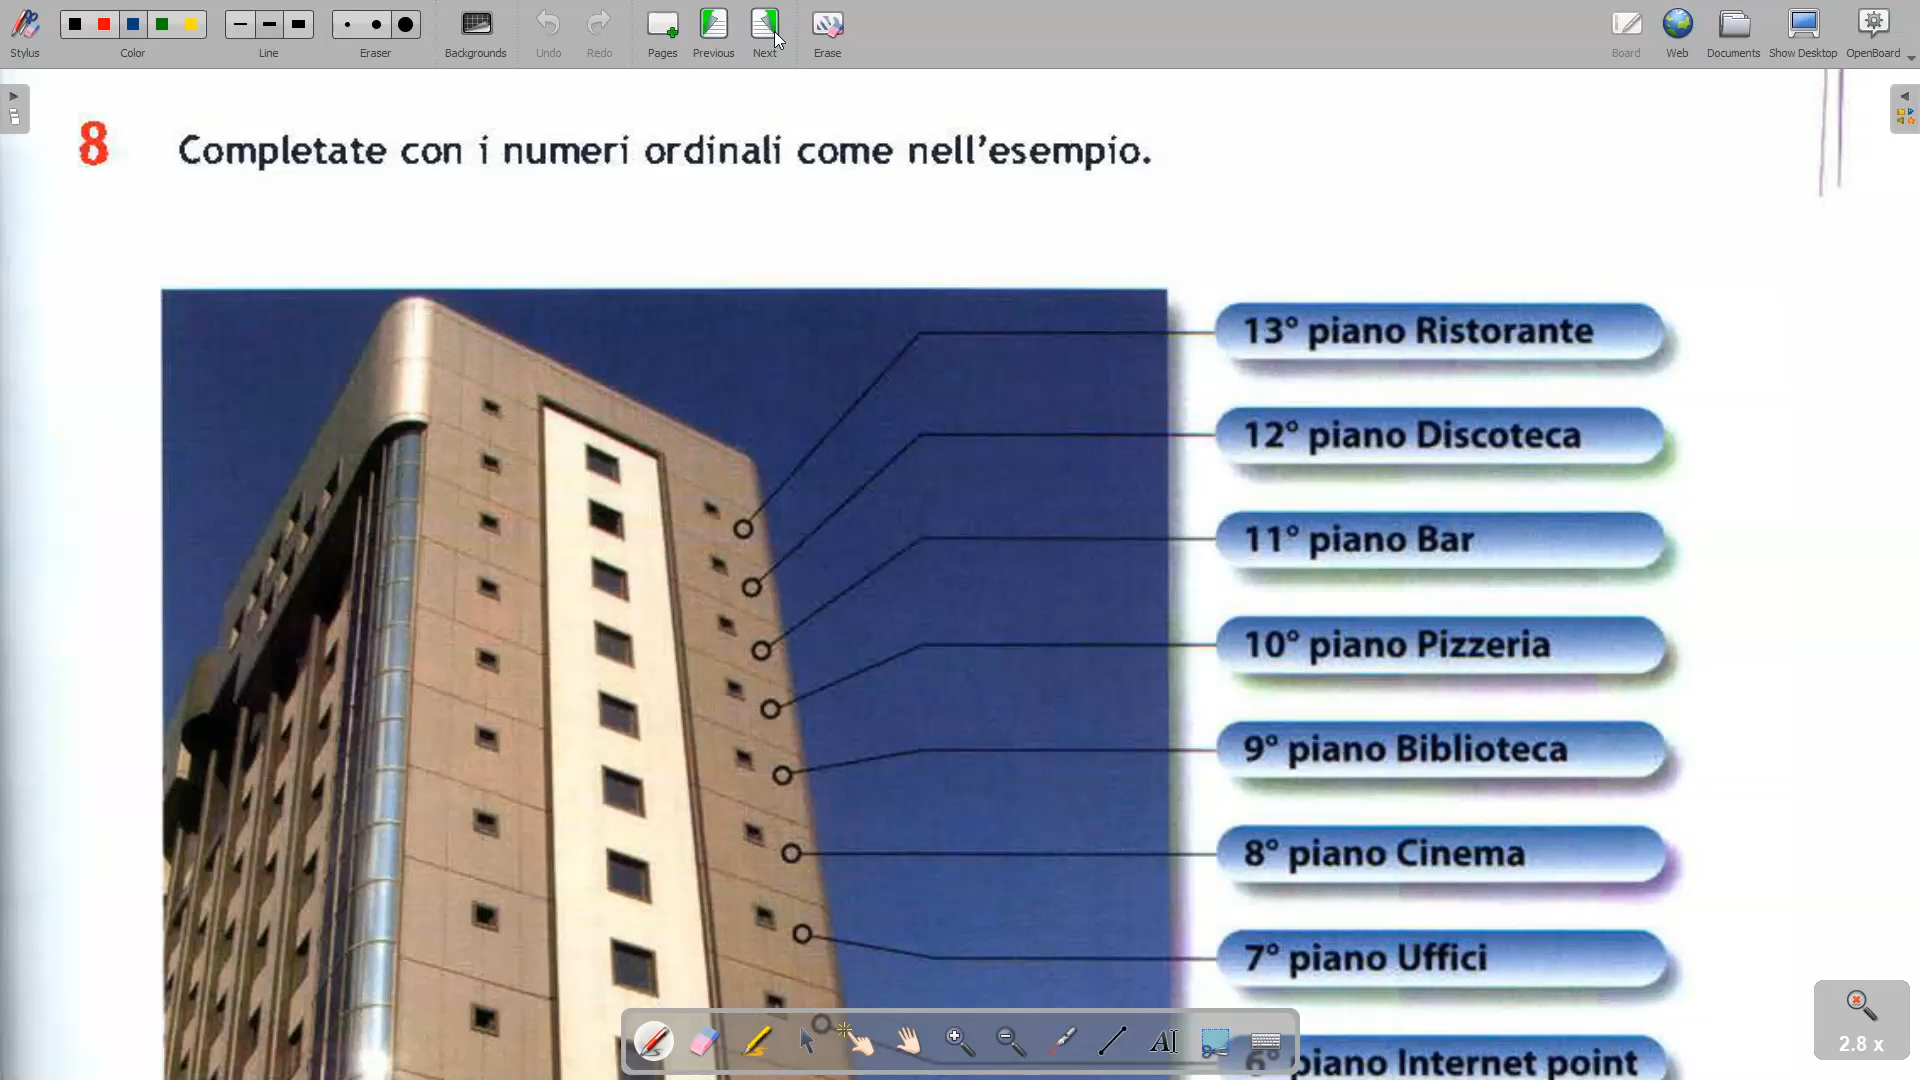 Stylus Color Line Eraser Backgrounds Undo Redo Pages Previous Next Erase Board Web Documents Show Desktop OpenBoard
8 Completate con i numeri ordinali come nell'esempio.
13° piano Ristorante
12° piano Discoteca
11° piano Bar
10° piano Pizzeria
9° piano Biblioteca
8° piano Cinema
7° piano Uffici
6° piano Internet point
2.8 x